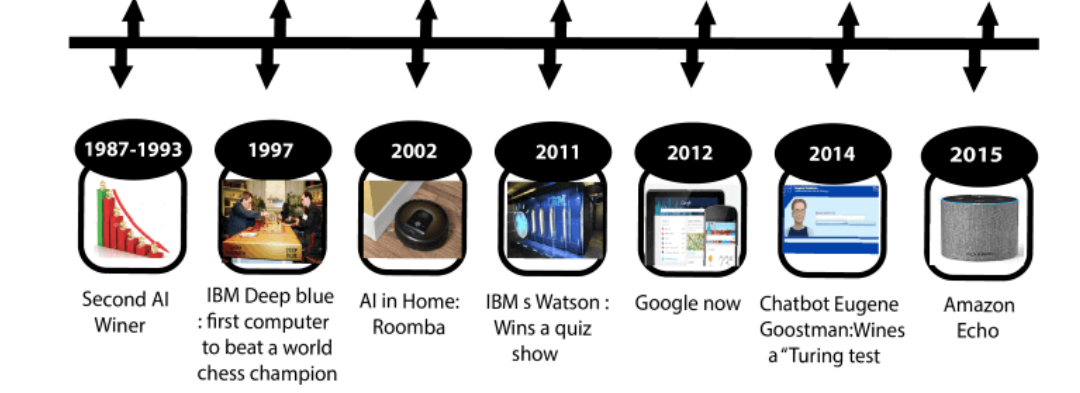 1987-1993
1997
2002
2011
2012
2014
2015
Second AI
Winer
IBM Deep blue
: first computer
to beat a world
chess champion
AI in Home:
Roomba
IBM s Watson :
Wins a quiz
show
Google now
Chatbot Eugene
Goostman:Wines
a “Turing test
Amazon
Echo